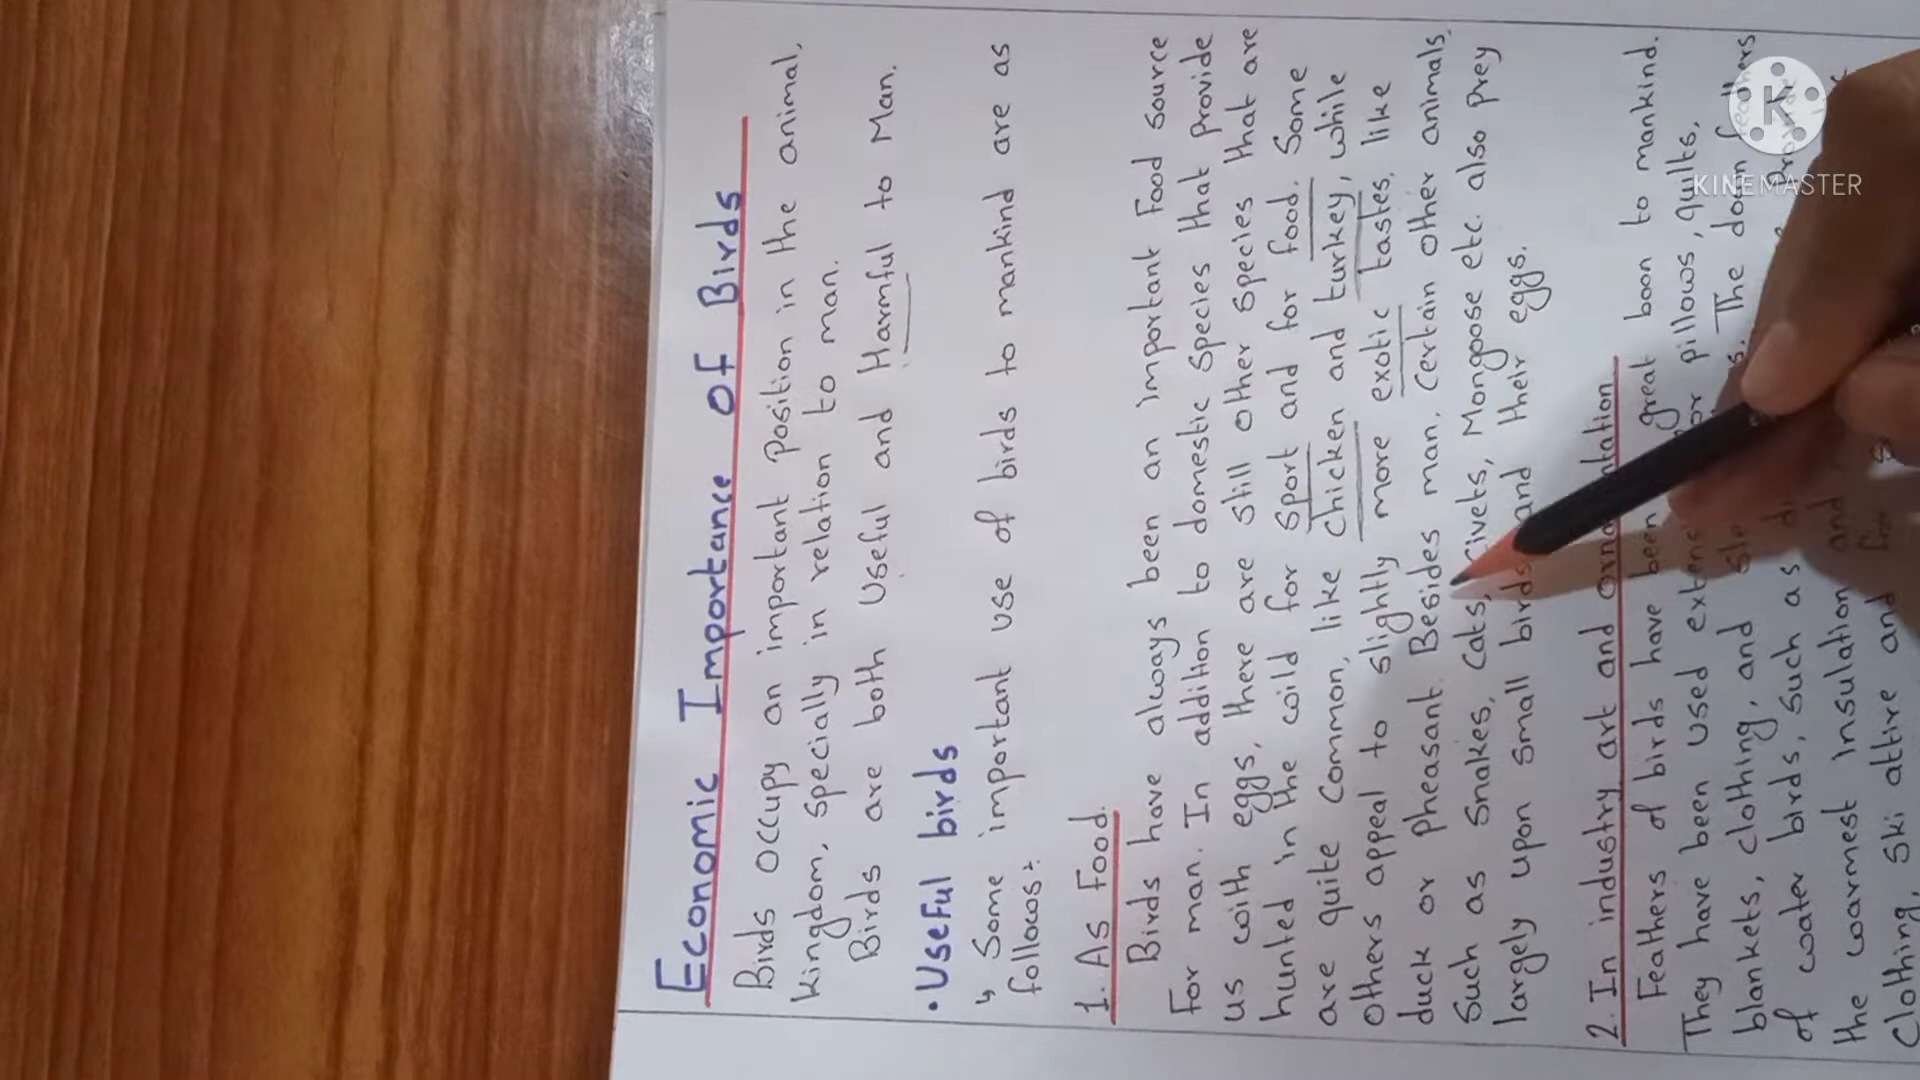 Economic Importance of Birds
Birds occupy an important position in the animal,
kingdom, specially in relation to man.
Birds are both useful and Harmful to Man.
• Useful birds
↳ Some important use of birds to mankind are as
follows:-
1. As Food.
Birds have always been an important Food source
For man. In addition to domestic species that provide
us with eggs, there are still other species that are
hunted in the wild for sport and for food. Some
are quite common, like chicken and turkey, while
others appeal to slightly more exotic tastes, like
duck or pheasant. Besides man, certain other animals,
such as snakes, cats, civets, Mongoose etc. also prey
largely upon small birds and their eggs.
2. In industry art and ornamentation
Feathers of birds have been great boon to mankind.
They have been used pillows, qults,
blankets, clothing, and The down feathers
of water birds, such as
the warmest insulation and
clothing, ski attire and for
KINEMASTER